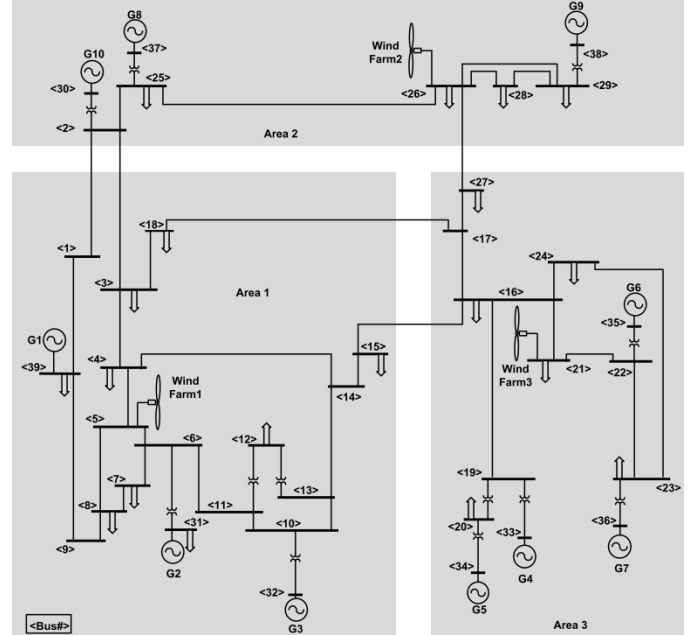 G8
G9
<37>
Wind
Farm2
<38>
G10
<25>
<30>
<26>
<28>
<29>
<2>
Area 2
<27>
<18>
<17>
<1>
<24>
<3>
<16>
G6
Area 1
G1
<35>
<15>
<39>
<4>
Wind
Farm1
<14>
Wind
Farm3
<21>
<22>
<5>
<6>
<12>
<7>
<13>
<19>
<8>
<11>
<23>
<31>
<10>
<20>
<33>
<36>
<9>
G2
<34>
G4
G7
<32>
G5
G3
<Bus#>
Area 3